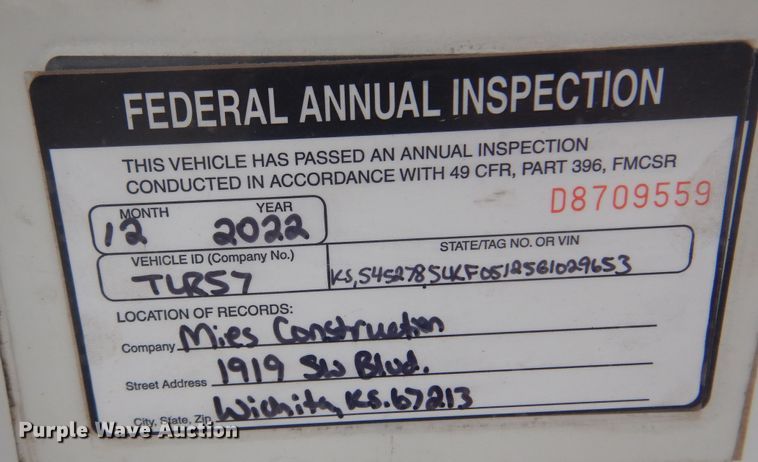 FEDERAL ANNUAL INSPECTION
THIS VEHICLE HAS PASSED AN ANNUAL INSPECTION
CONDUCTED IN ACCORDANCE WITH 49 CFR, PART 396, FMCSR
D8709559
MONTH YEAR
12 2022
VEHICLE ID (Company No.) STATE/TAG NO. OR VIN
TLR57 KS, 545278, 5LKF0512561029653
LOCATION OF RECORDS:
Company Mies Construction
Street Address 1919 SW Blvd.
City, State, Zip Wichita, KS. 67213
Purple Wave Auction